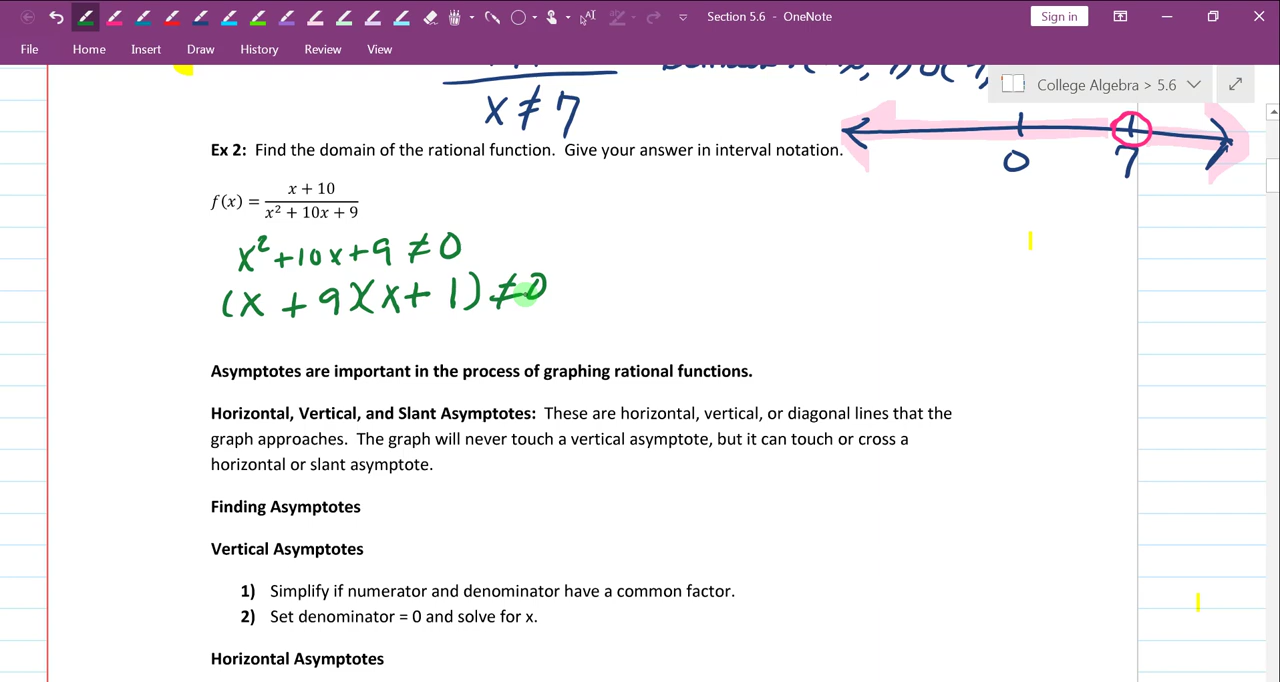 Section 5.6 - OneNote
Sign in
File Home Insert Draw History Review View
College Algebra > 5.6
x ≠ 7
0 7
Ex 2: Find the domain of the rational function. Give your answer in interval notation.
f(x) = (x + 10)/(x² + 10x + 9)
x² + 10x + 9 ≠ 0
(x + 9)(x + 1) ≠ 0
Asymptotes are important in the process of graphing rational functions.
Horizontal, Vertical, and Slant Asymptotes: These are horizontal, vertical, or diagonal lines that the
graph approaches. The graph will never touch a vertical asymptote, but it can touch or cross a
horizontal or slant asymptote.
Finding Asymptotes
Vertical Asymptotes
1) Simplify if numerator and denominator have a common factor.
2) Set denominator = 0 and solve for x.
Horizontal Asymptotes